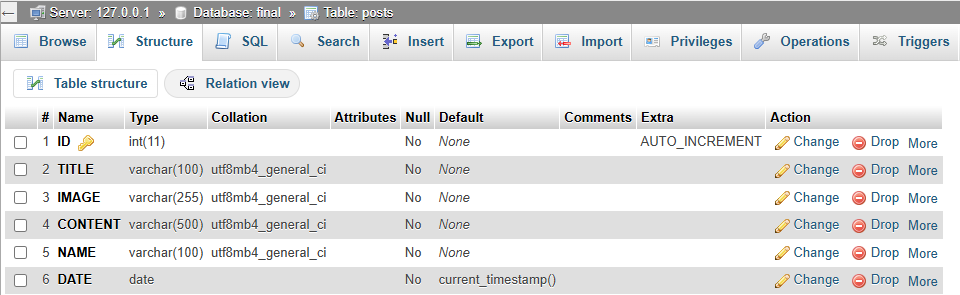 ← Server: 127.0.0.1 » Database: final » Table: posts
Browse Structure SQL Search Insert Export Import Privileges Operations Triggers
Table structure Relation view
# Name Type Collation Attributes Null Default Comments Extra Action
1 ID int(11) No None AUTO_INCREMENT Change Drop More
2 TITLE varchar(100) utf8mb4_general_ci No None Change Drop More
3 IMAGE varchar(255) utf8mb4_general_ci No None Change Drop More
4 CONTENT varchar(500) utf8mb4_general_ci No None Change Drop More
5 NAME varchar(100) utf8mb4_general_ci No None Change Drop More
6 DATE date No current_timestamp() Change Drop More